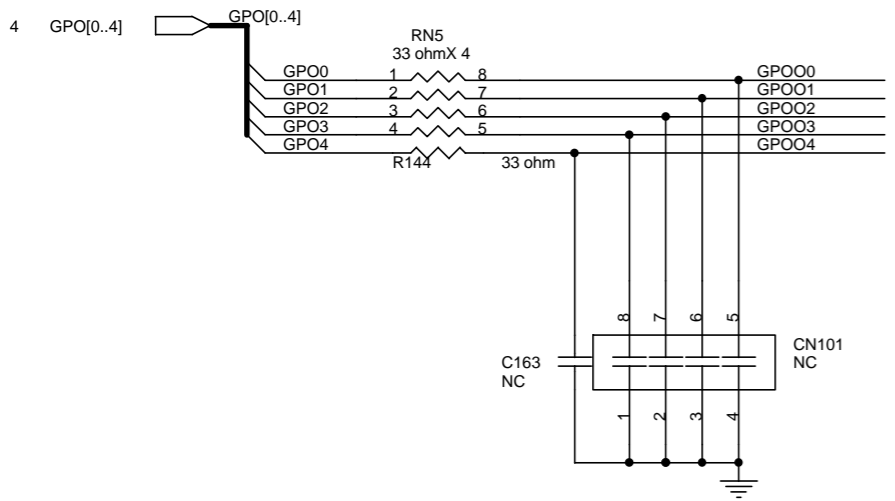 4 GPO[0..4] GPO[0..4]
RN5
33 ohmX 4
GPO0 1 8 GPOO0
GPO1 2 7 GPOO1
GPO2 3 6 GPOO2
GPO3 4 5 GPOO3
GPO4 GPOO4
R144 33 ohm
8 7 6 5
C163
NC
CN101
NC
1 2 3 4